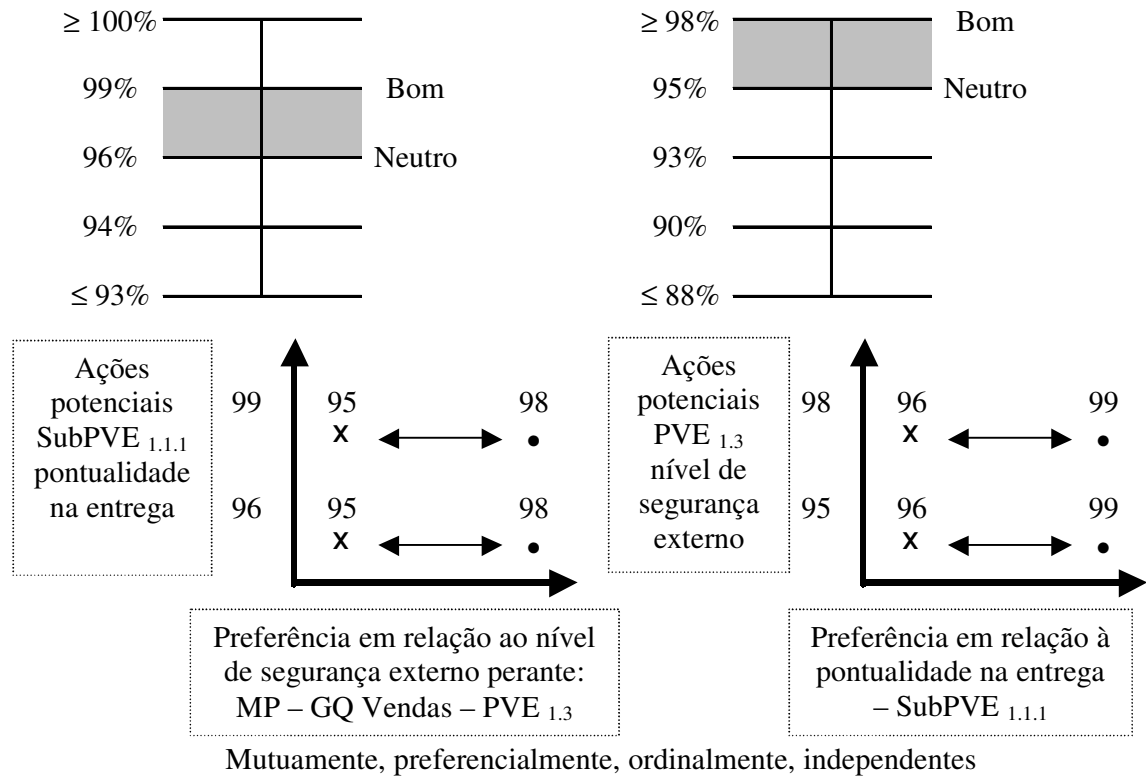 ≥ 100%
99% Bom
96% Neutro
94%
≤ 93%
≥ 98% Bom
95% Neutro
93%
90%
≤ 88%
Ações
potenciais
SubPVE 1.1.1
pontualidade
na entrega
99 95 98
x
96 95 98
x
Preferência em relação ao nível
de segurança externo perante:
MP – GQ Vendas – PVE 1.3
Ações
potenciais
PVE 1.3
nível de
segurança
externo
98 96 99
x
95 96 99
x
Preferência em relação à
pontualidade na entrega
– SubPVE 1.1.1
Mutuamente, preferencialmente, ordinalmente, independentes